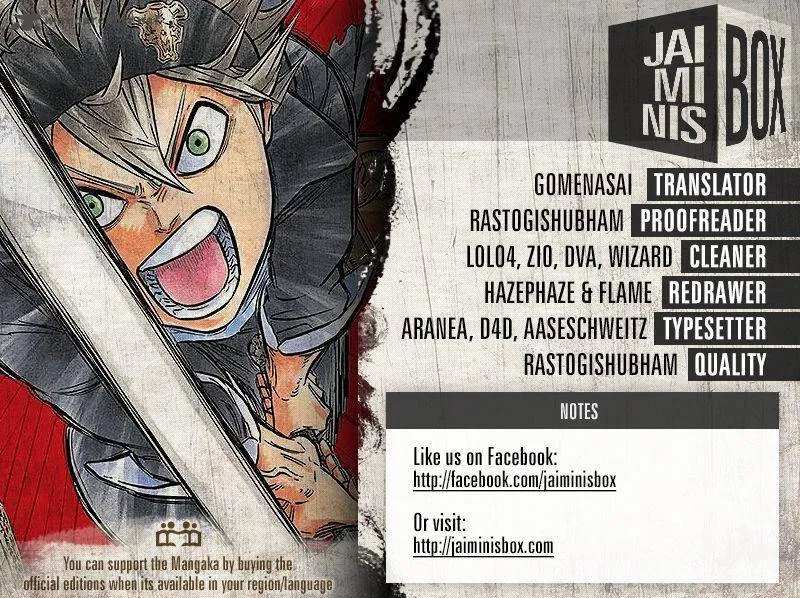 JAI
MI
NIS
BOX
GOMENASAI TRANSLATOR
RASTOGISHUBHAM PROOFREADER
LOLO4, ZIO, DVA, WIZARD CLEANER
HAZEPHAZE & FLAME REDRAWER
ARANEA, D4D, AASESCHWEITZ TYPESETTER
RASTOGISHUBHAM QUALITY
NOTES
Like us on Facebook:
http://facebook.com/jaiminisbox
Or visit:
http://jaiminisbox.com
You can support the Mangaka by buying the
official editions when its available in your region/language